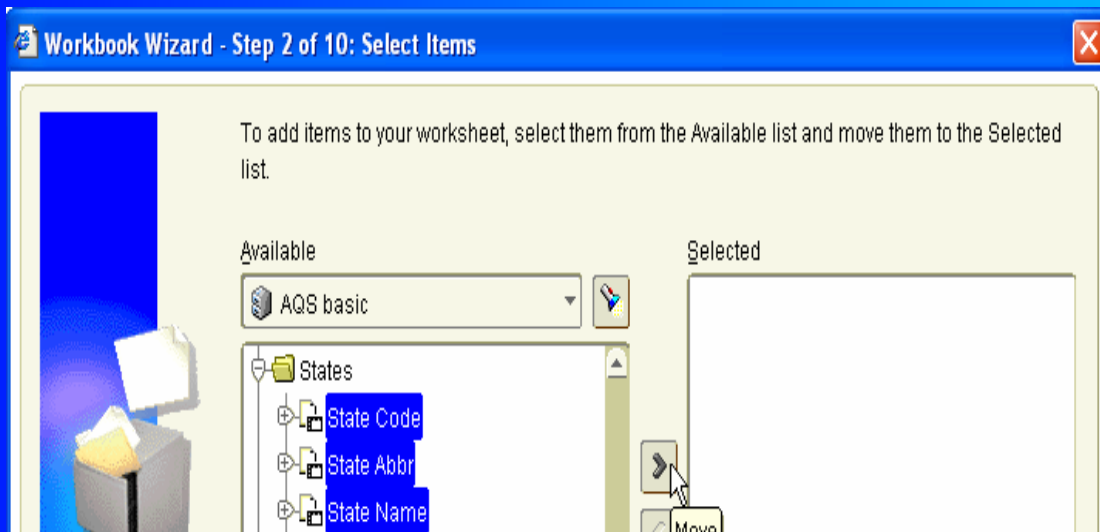 Workbook Wizard - Step 2 of 10: Select Items
To add items to your worksheet, select them from the Available list and move them to the Selected
list.
Available
Selected
AQS basic
States
State Code
State Abbr
State Name
Move